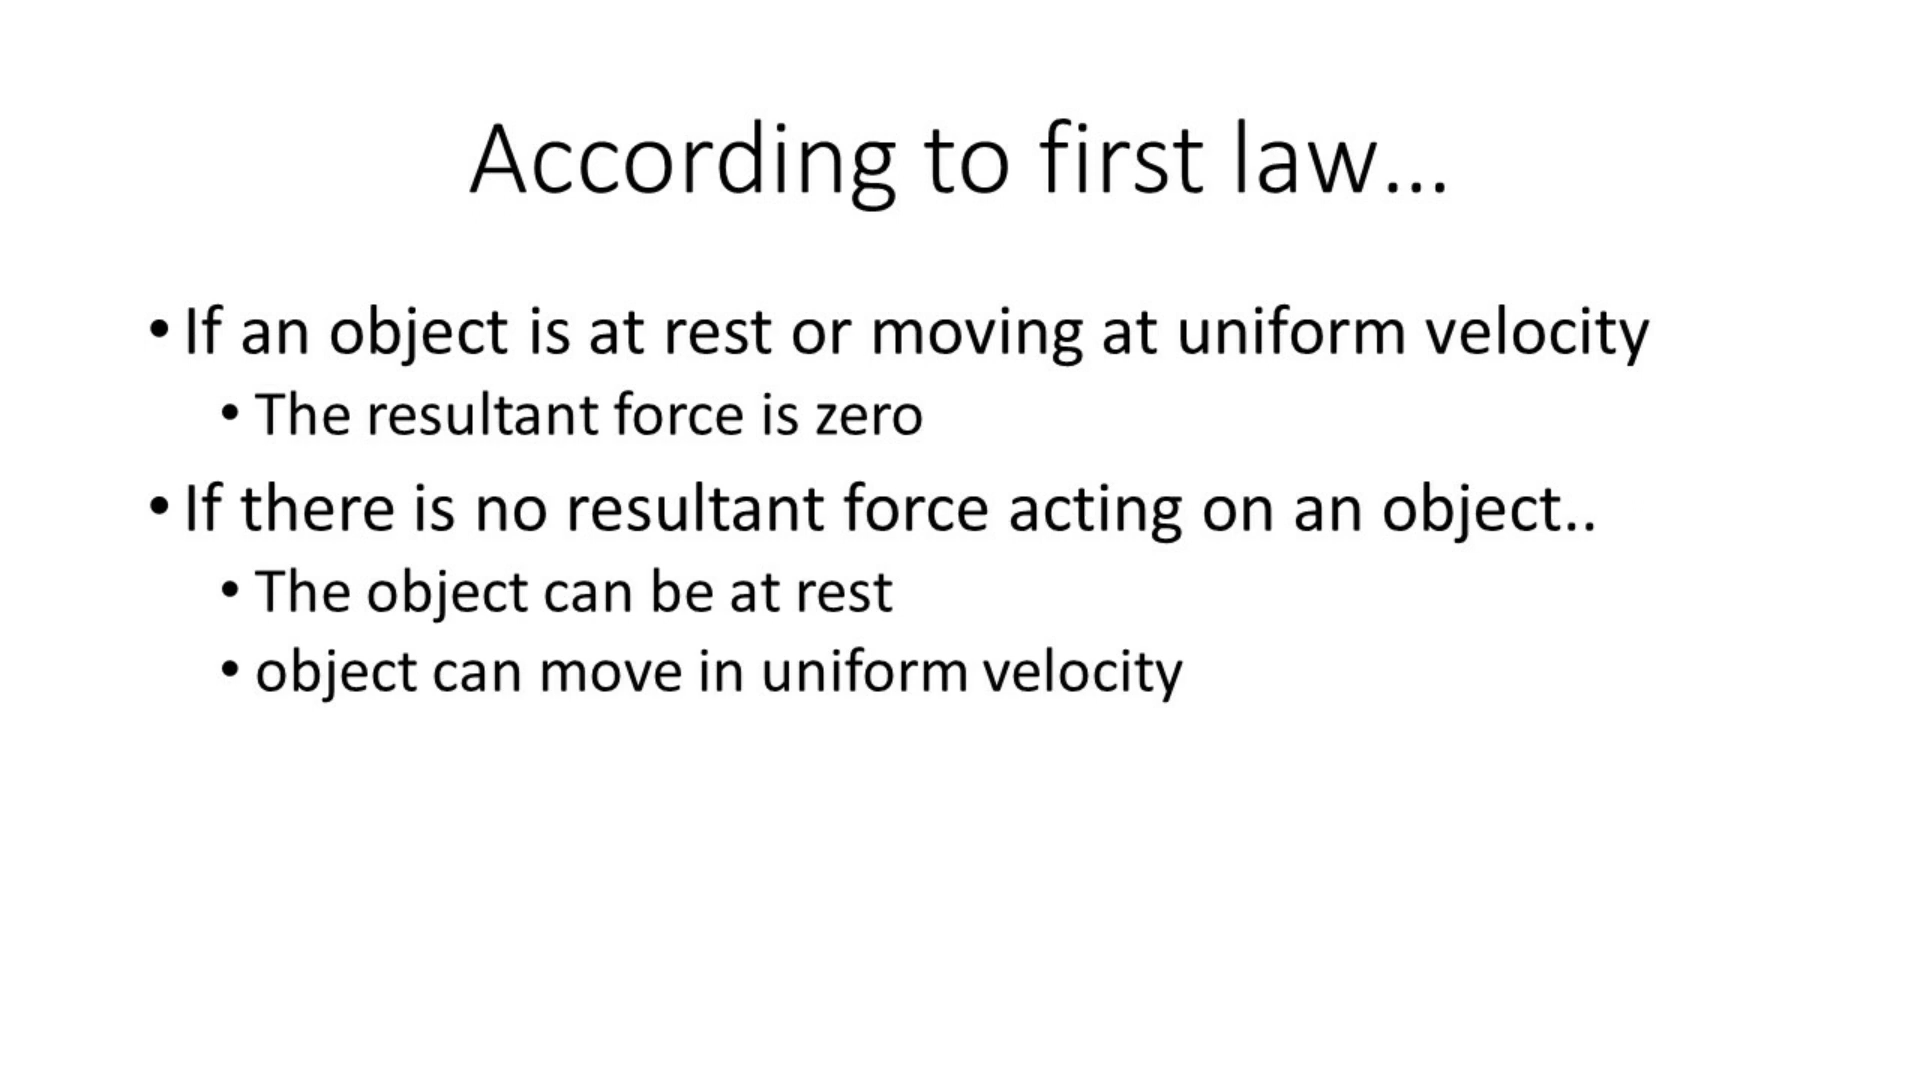 According to first law...
• If an object is at rest or moving at uniform velocity
• The resultant force is zero
• If there is no resultant force acting on an object..
• The object can be at rest
• object can move in uniform velocity